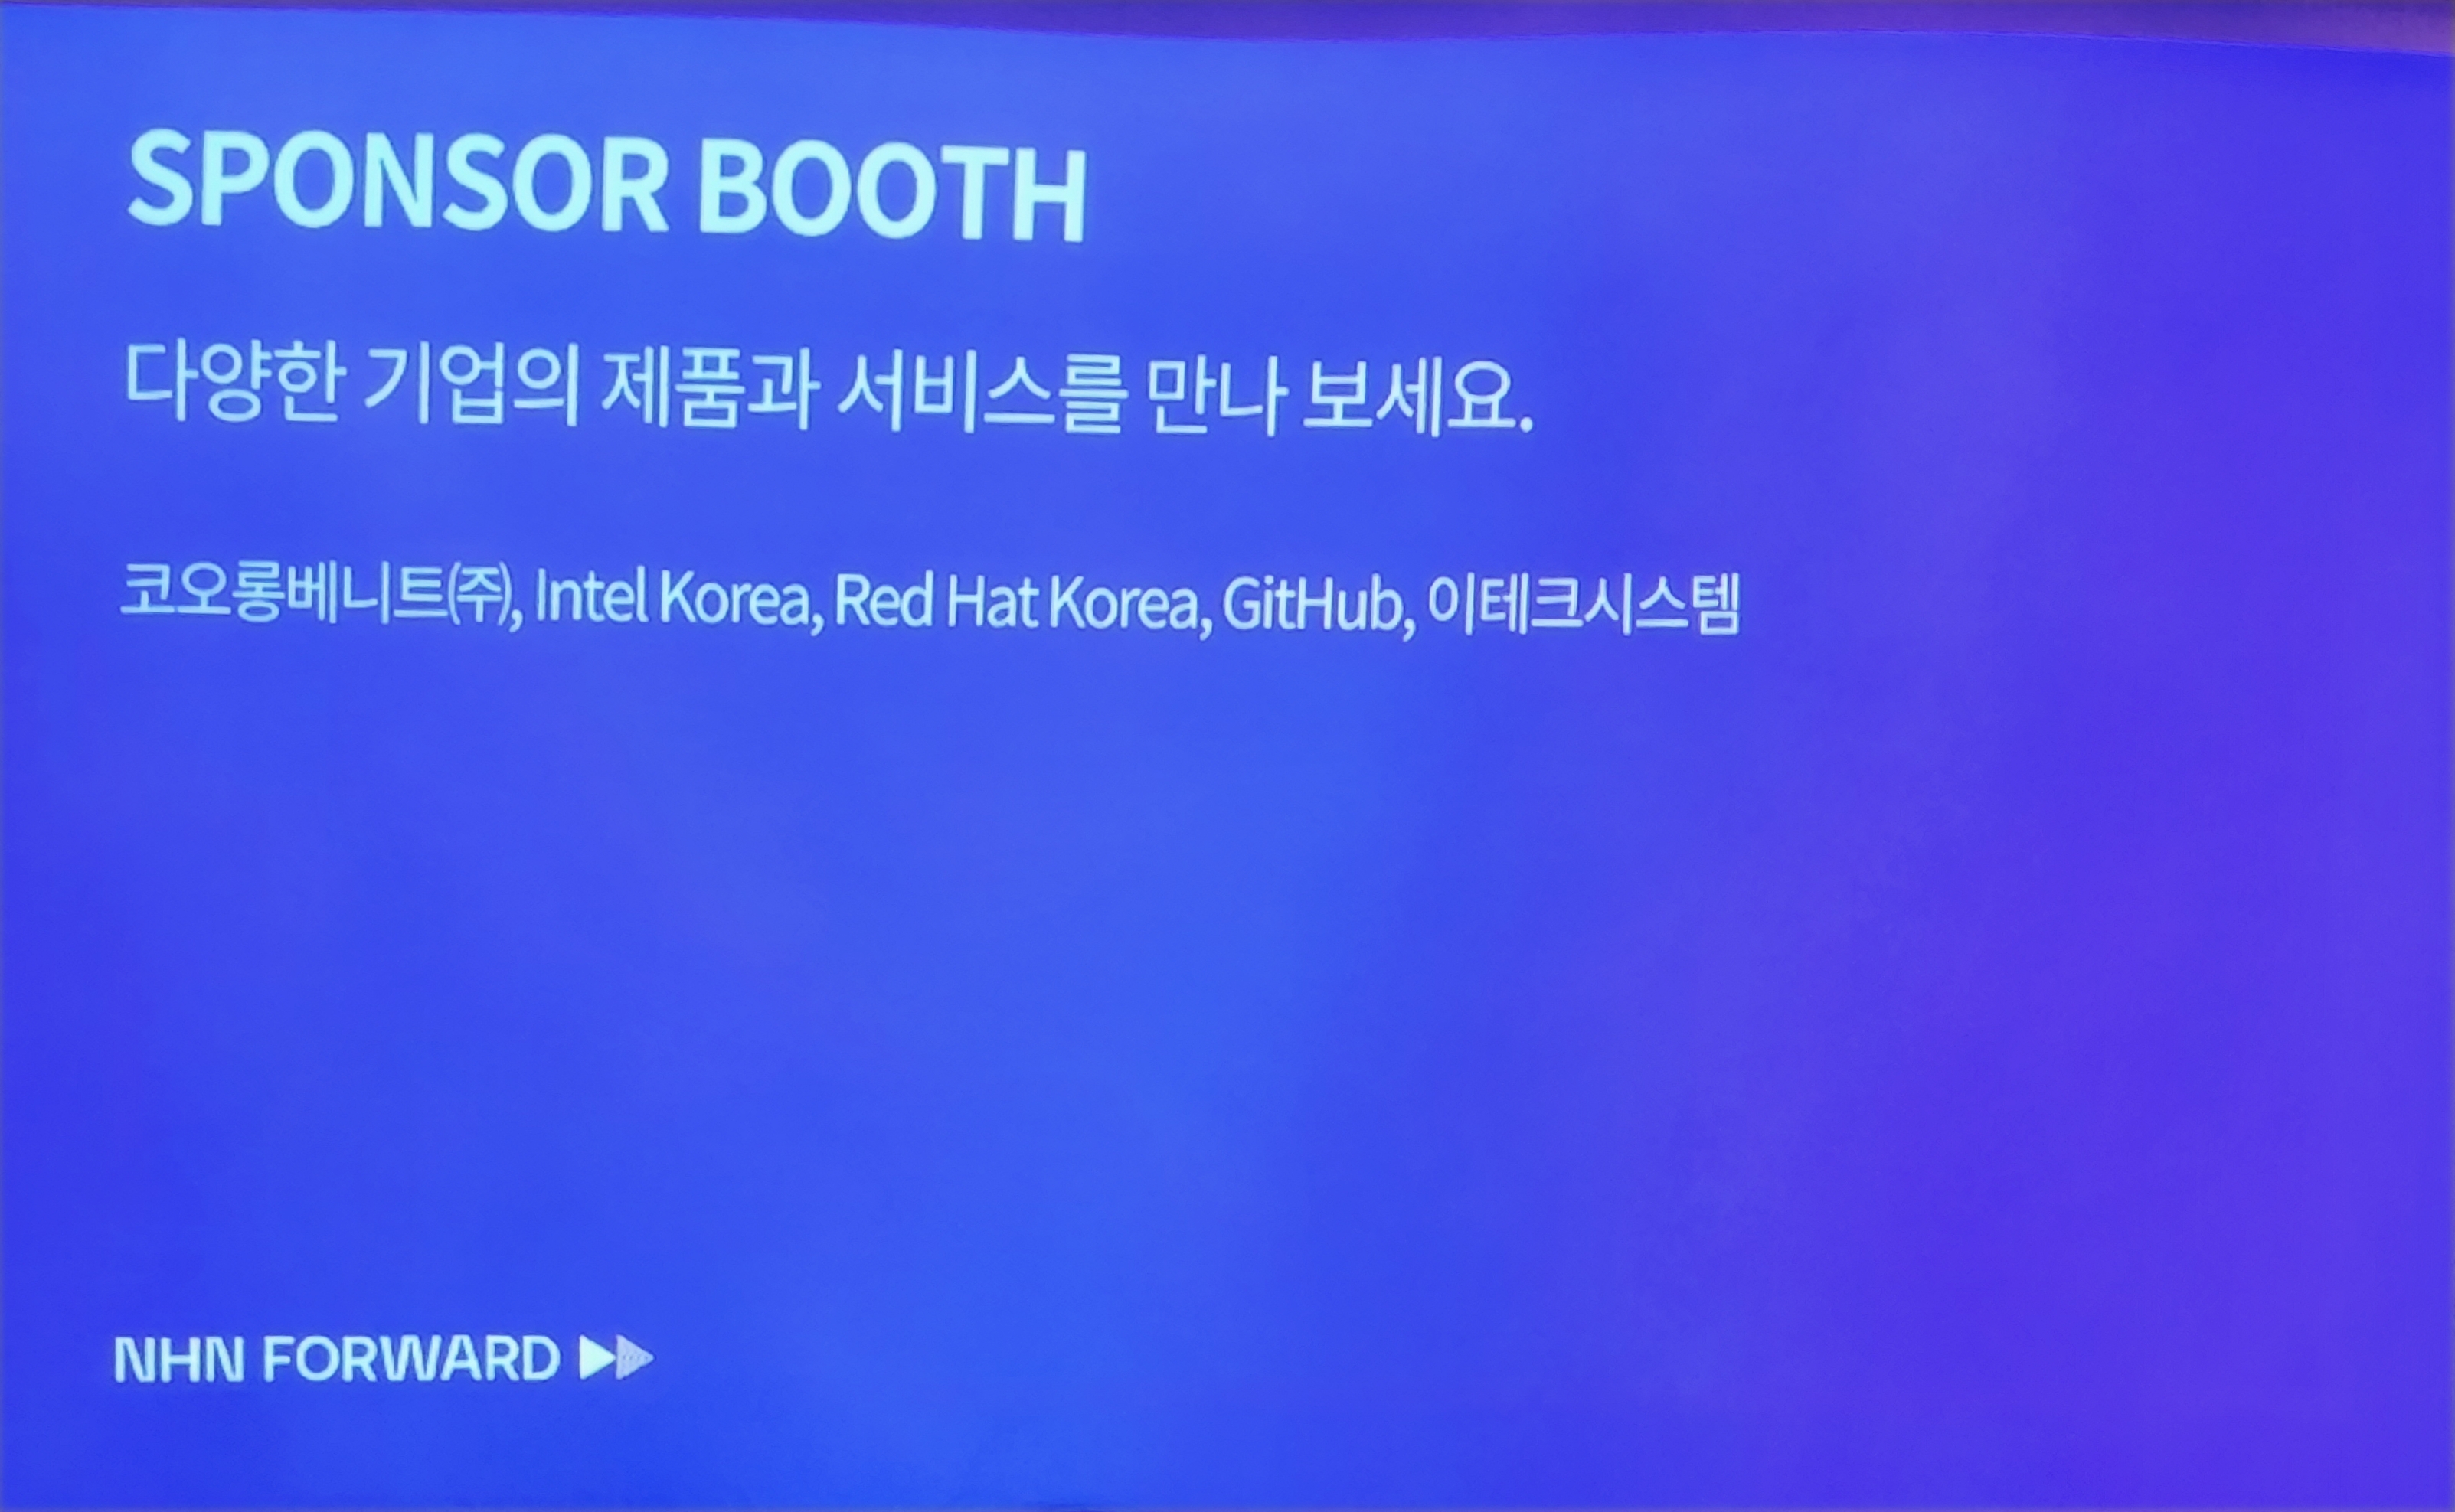 SPONSOR BOOTH
다양한 기업의 제품과 서비스를 만나 보세요.
코오롱베니트㈜, Intel Korea, Red Hat Korea, GitHub, 이테크시스템
NHN FORWARD